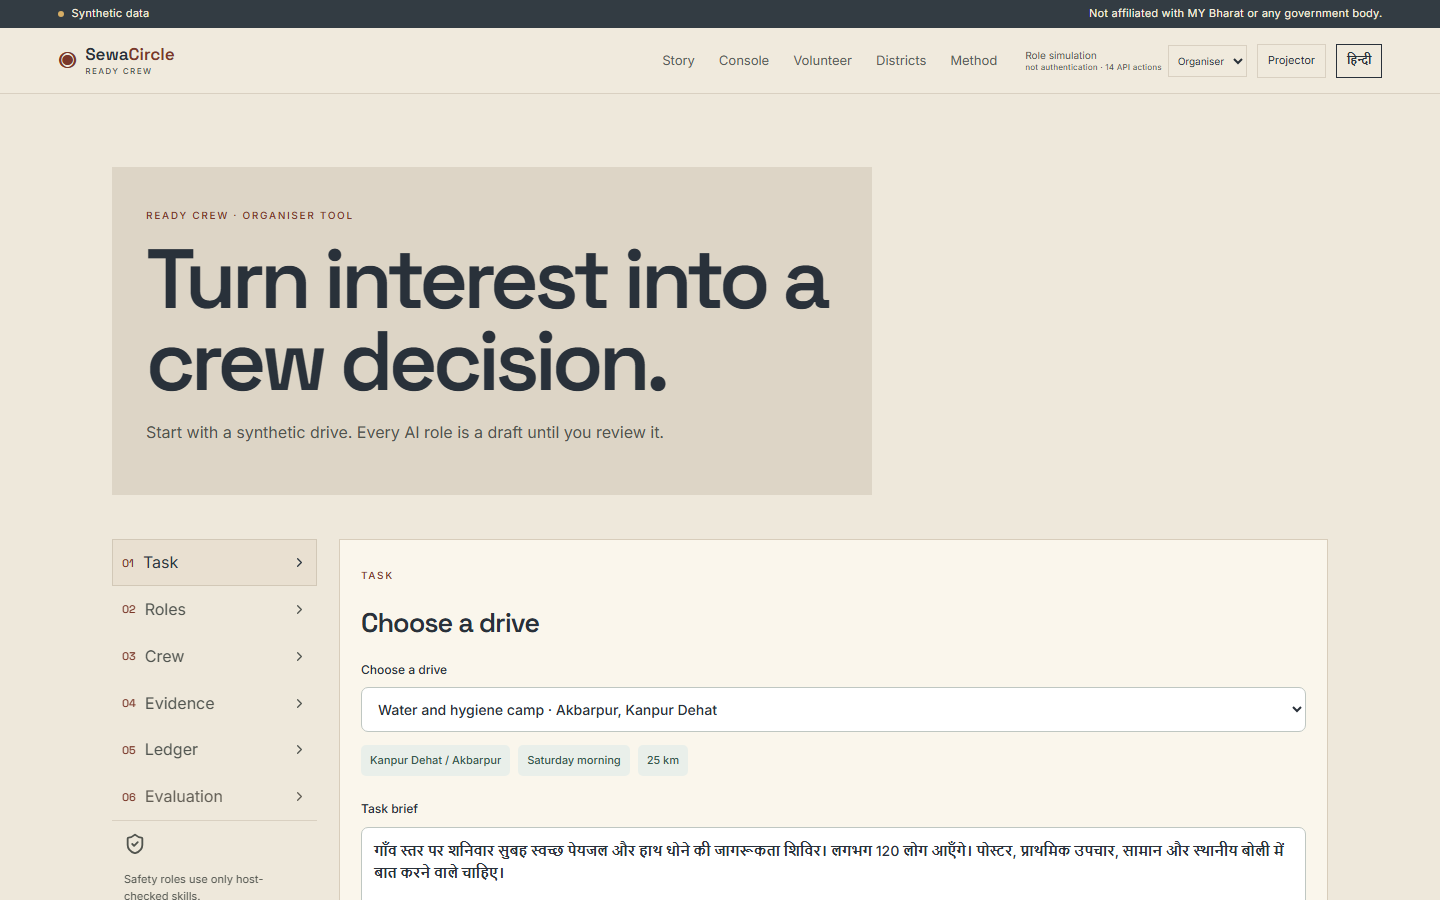 Synthetic data
Not affiliated with MY Bharat or any government body.
SewaCircle
READY CREW
Story
Console
Volunteer
Districts
Method
Role simulation
not authentication · 14 API actions
Organiser
Projector
हिन्दी
READY CREW · ORGANISER TOOL
Turn interest into a
crew decision.
Start with a synthetic drive. Every AI role is a draft until you review it.
01 Task
02 Roles
03 Crew
04 Evidence
05 Ledger
06 Evaluation
Safety roles use only host-
checked skills.
TASK
Choose a drive
Choose a drive
Water and hygiene camp · Akbarpur, Kanpur Dehat
Kanpur Dehat / Akbarpur
Saturday morning
25 km
Task brief
गाँव स्तर पर शनिवार सुबह स्वच्छ पेयजल और हाथ धोने की जागरूकता शिविर। लगभग 120 लोग आएँगे। पोस्टर, प्राथमिक उपचार, सामान और स्थानीय बोली में
बात करने वाले चाहिए।